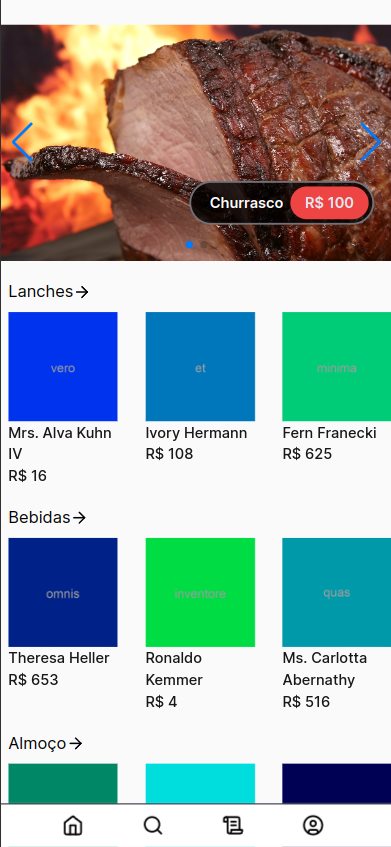 Churrasco R$ 100
Lanches
vero et minima
Mrs. Alva Kuhn IV
R$ 16
Ivory Hermann
R$ 108
Fern Franecki
R$ 625
Bebidas
omnis inventore quas
Theresa Heller
R$ 653
Ronaldo
Kemmer
R$ 4
Ms. Carlotta
Abernathy
R$ 516
Almoço